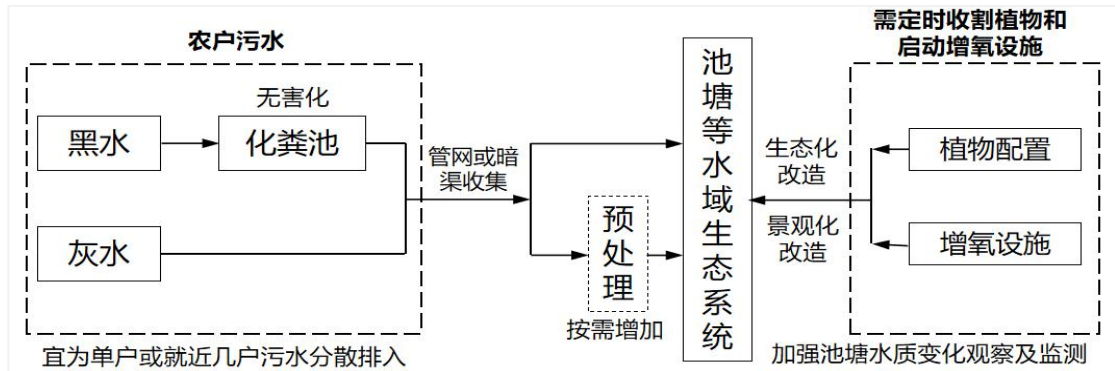 农户污水
无害化
黑水
化粪池
灰水
宜为单户或就近几户污水分散排入
管网或暗
渠收集
预处理
按需增加
池塘等水域生态系统
生态化
改造
景观化
改造
需定时收割植物和
启动增氧设施
植物配置
增氧设施
加强池塘水质变化观察及监测